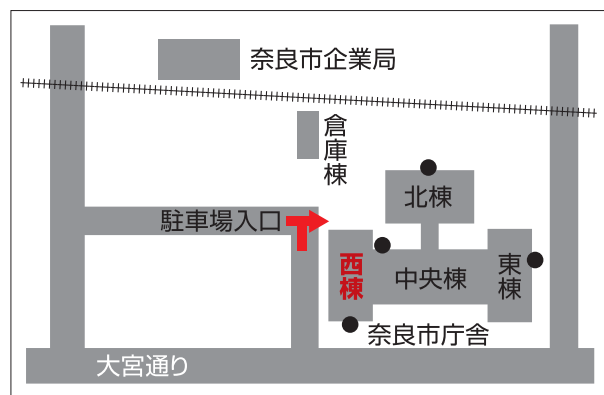 奈良市企業局
倉庫棟
北棟
駐車場入口
西棟
中央棟
東棟
奈良市庁舎
大宮通り